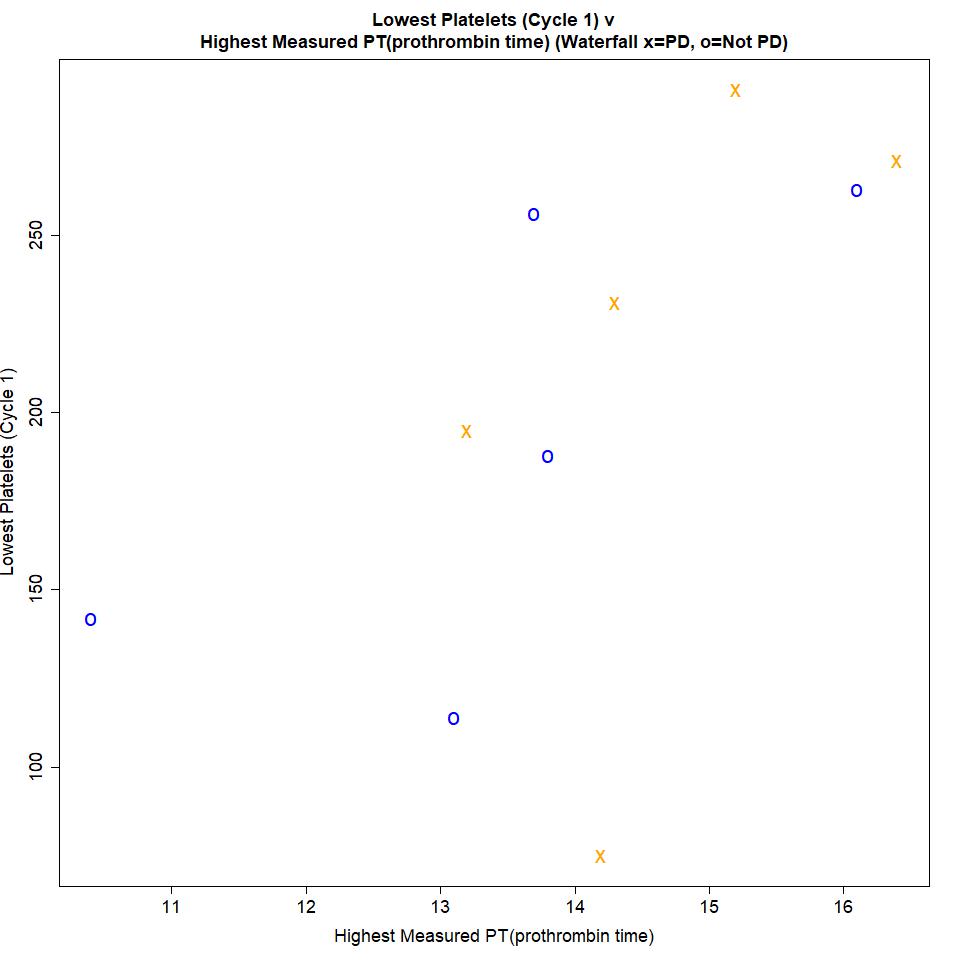 Lowest Platelets (Cycle 1) v
Highest Measured PT(prothrombin time) (Waterfall x=PD, o=Not PD)
Lowest Platelets (Cycle 1)
250
200
150
100
X
X
O
O
X
X
O
O
O
X
11 12 13 14 15 16
Highest Measured PT(prothrombin time)